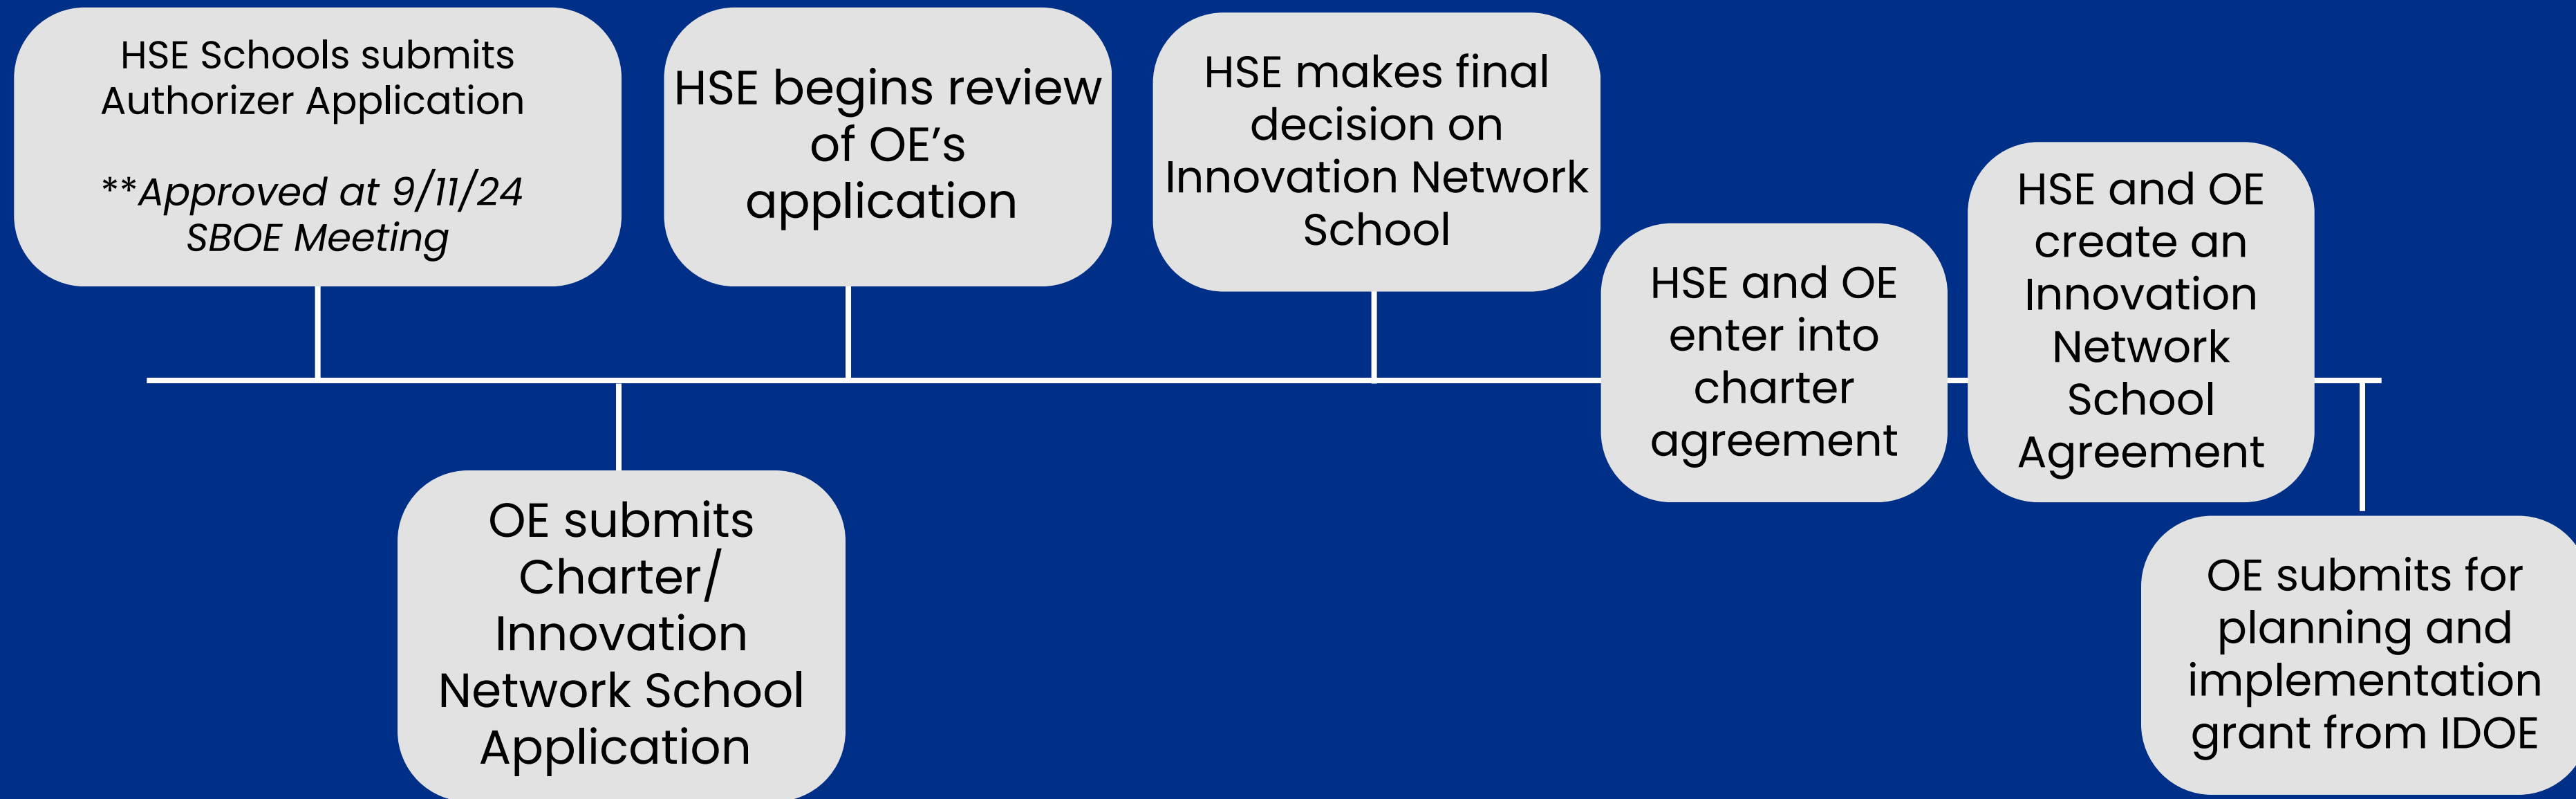 HSE Schools submits
Authorizer Application
**Approved at 9/11/24
SBOE Meeting
OE submits
Charter/
Innovation
Network School
Application
HSE begins review
of OE’s
application
HSE makes final
decision on
Innovation Network
School
HSE and OE
enter into
charter
agreement
HSE and OE
create an
Innovation
Network
School
Agreement
OE submits for
planning and
implementation
grant from IDOE